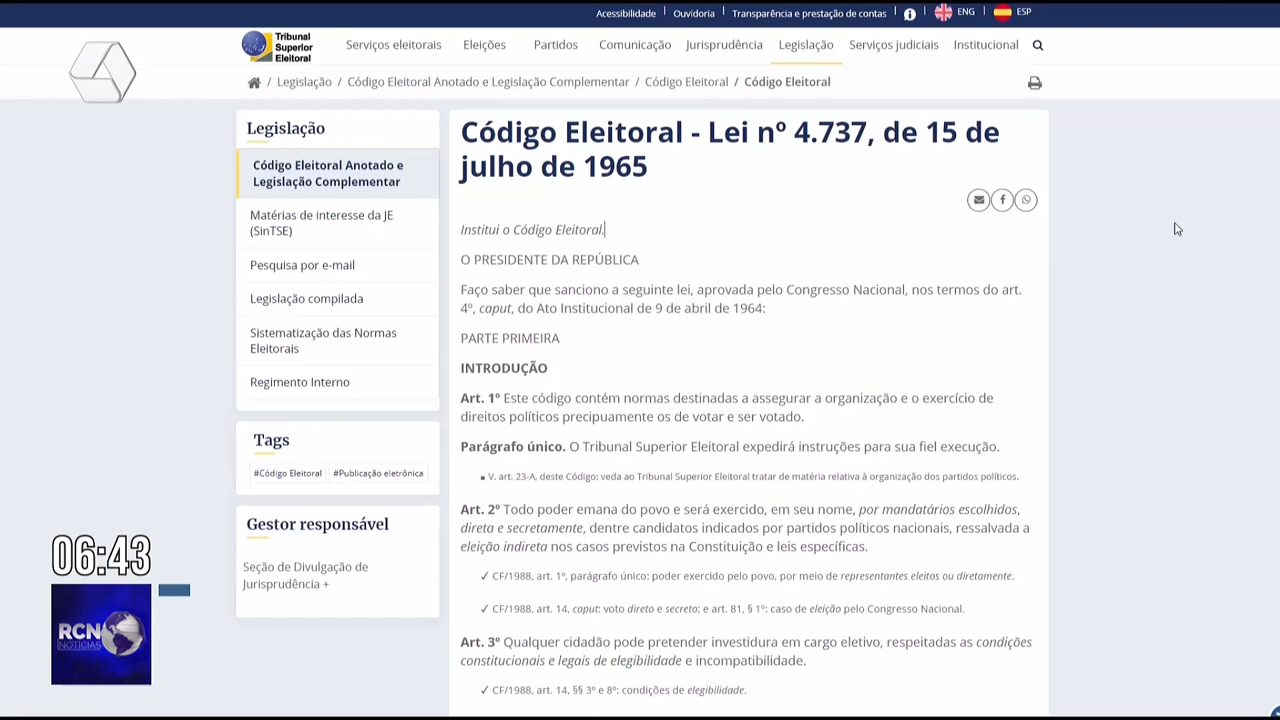 Acessibilidade | Ouvidoria | Transparência e prestação de contas | | ENG | ESP
Tribunal
Superior
Eleitoral
Serviços eleitorais Eleições Partidos Comunicação Jurisprudência Legislação Serviços judiciais Institucional
/ Legislação / Código Eleitoral Anotado e Legislação Complementar / Código Eleitoral / Código Eleitoral
Legislação
Código Eleitoral Anotado e
Legislação Complementar
Matérias de interesse da JE
(SinTSE)
Pesquisa por e-mail
Legislação compilada
Sistematização das Normas
Eleitorais
Regimento Interno
Tags
#Código Eleitoral #Publicação eletrônica
Gestor responsável
Seção de Divulgação de
Jurisprudência +
Código Eleitoral - Lei nº 4.737, de 15 de
julho de 1965
Institui o Código Eleitoral.
O PRESIDENTE DA REPÚBLICA
Faço saber que sanciono a seguinte lei, aprovada pelo Congresso Nacional, nos termos do art.
4º, caput, do Ato Institucional de 9 de abril de 1964:
PARTE PRIMEIRA
INTRODUÇÃO
Art. 1º Este código contém normas destinadas a assegurar a organização e o exercício de
direitos políticos precipuamente os de votar e ser votado.
Parágrafo único. O Tribunal Superior Eleitoral expedirá instruções para sua fiel execução.
▪ V. art. 23-A, deste Código: veda ao Tribunal Superior Eleitoral tratar de matéria relativa à organização dos partidos políticos.
Art. 2º Todo poder emana do povo e será exercido, em seu nome, por mandatários escolhidos,
direta e secretamente, dentre candidatos indicados por partidos políticos nacionais, ressalvada a
eleição indireta nos casos previstos na Constituição e leis específicas.
✓ CF/1988, art. 1º, parágrafo único: poder exercido pelo povo, por meio de representantes eleitos ou diretamente.
✓ CF/1988, art. 14, caput: voto direto e secreto; e art. 81, § 1º: caso de eleição pelo Congresso Nacional.
Art. 3º Qualquer cidadão pode pretender investidura em cargo eletivo, respeitadas as condições
constitucionais e legais de elegibilidade e incompatibilidade.
✓ CF/1988, art. 14, §§ 3º e 8º: condições de elegibilidade.
06:43
RCN
NOTÍCIAS